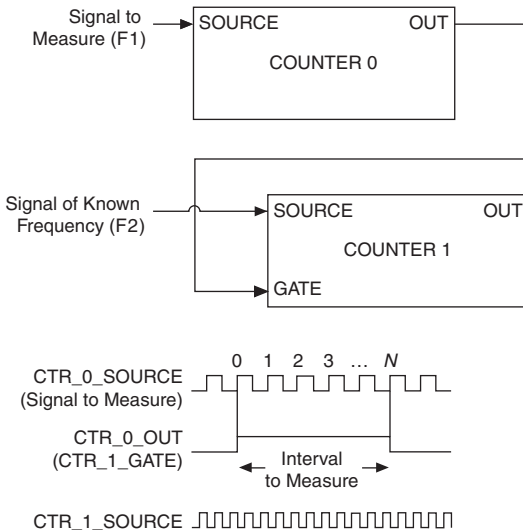 Signal to
Measure (F1)
SOURCE OUT
COUNTER 0
Signal of Known
Frequency (F2)
SOURCE OUT
COUNTER 1
GATE
0 1 2 3 … N
CTR_0_SOURCE
(Signal to Measure)
CTR_0_OUT
(CTR_1_GATE)
Interval
to Measure
CTR_1_SOURCE